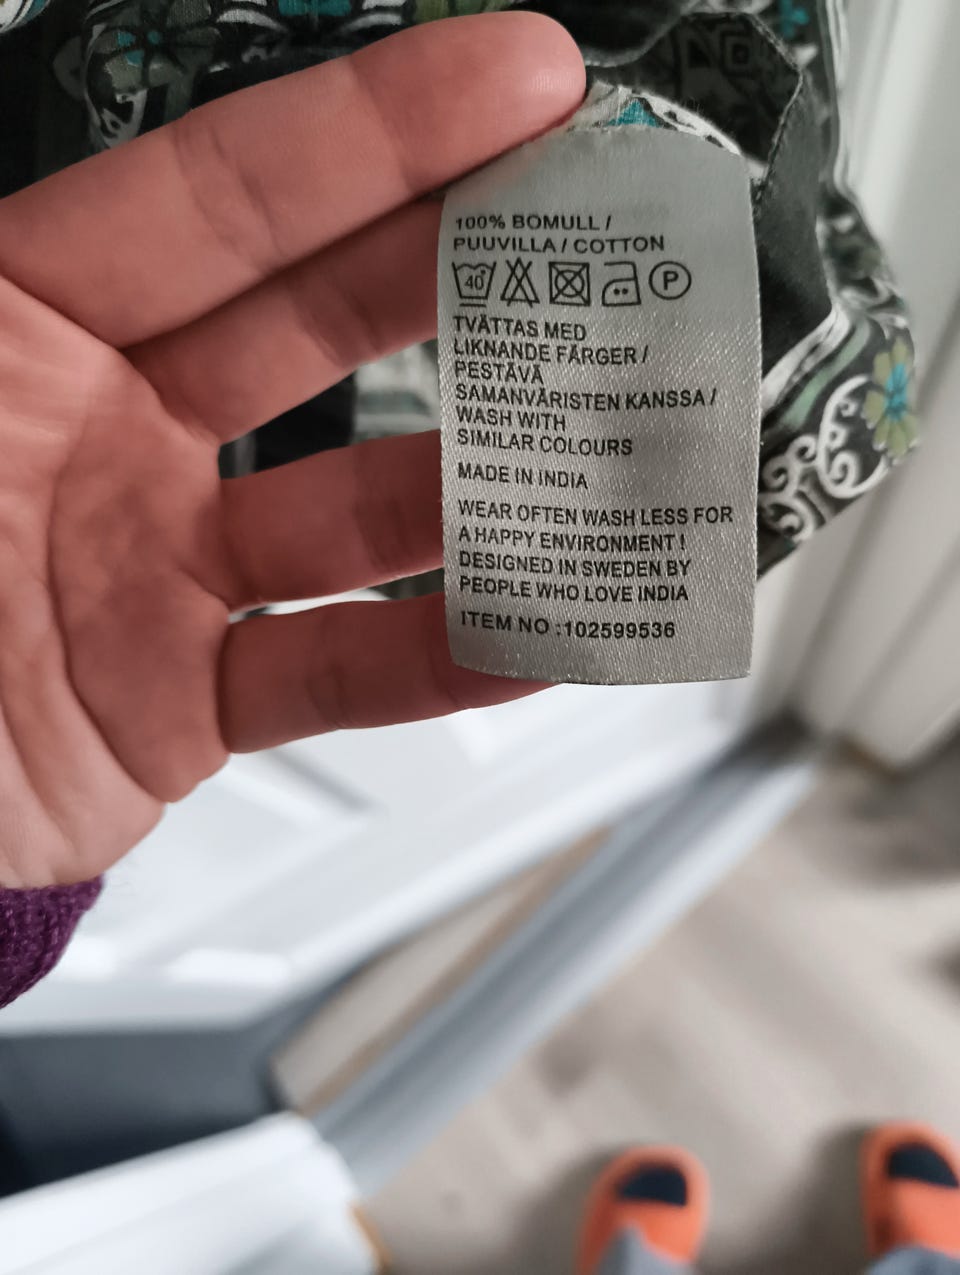 100% BOMULL /
PUUVILLA / COTTON
40 P
TVÄTTAS MED
LIKNANDE FÄRGER /
PESTÄVÄ
SAMANVÄRISTEN KANSSA /
WASH WITH
SIMILAR COLOURS
MADE IN INDIA
WEAR OFTEN WASH LESS FOR
A HAPPY ENVIRONMENT !
DESIGNED IN SWEDEN BY
PEOPLE WHO LOVE INDIA
ITEM NO :102599536